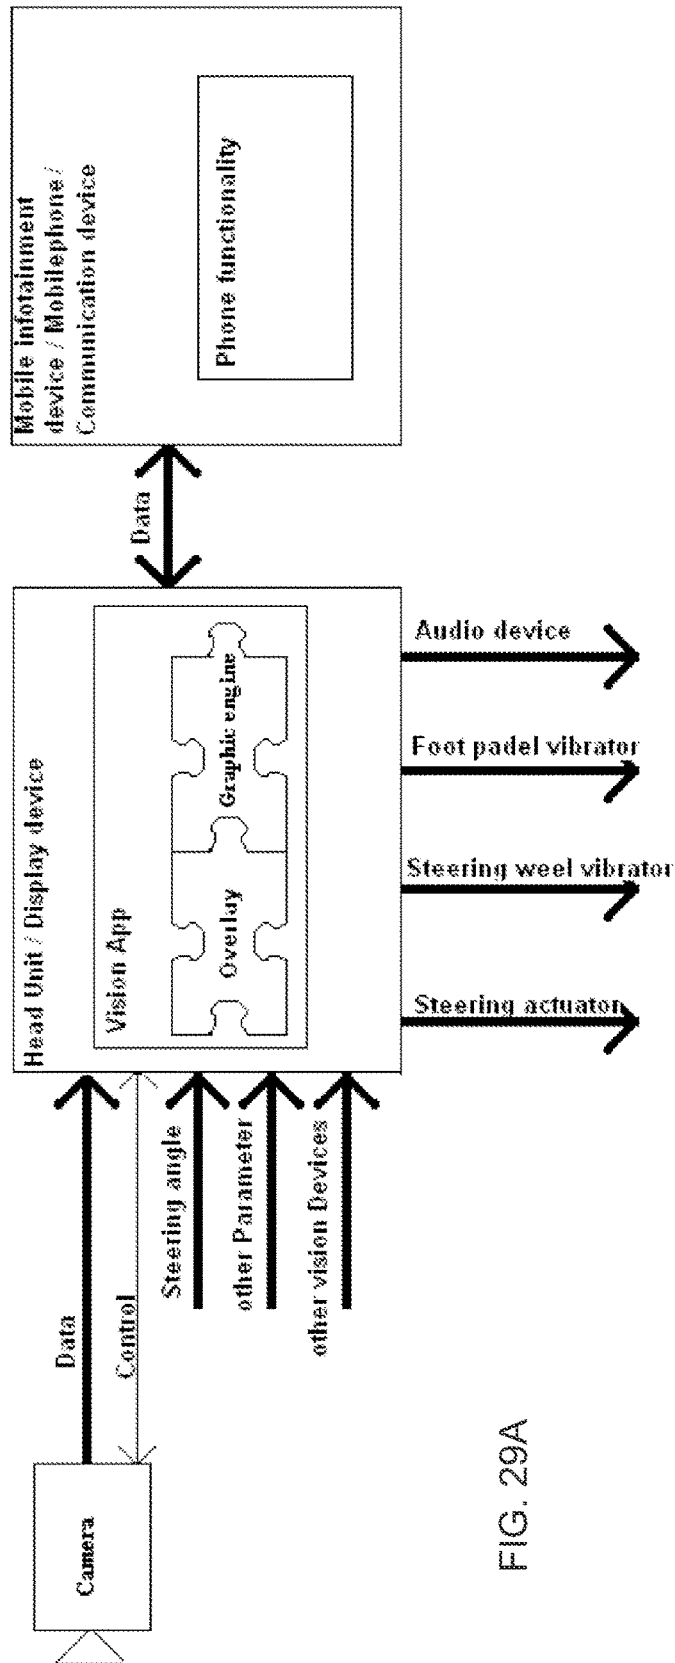 Camera
Data
Control
Steering angle
other Parameter
other vision Devices
Head Unit / Display device
Vision App
Overlay
Graphic engine
Steering actuator
Steering weel vibrator
Foot padel vibrator
Audio device
Data
Mobile infotainment
device / Mobilephone /
Communication device
Phone functionality
FIG. 29A